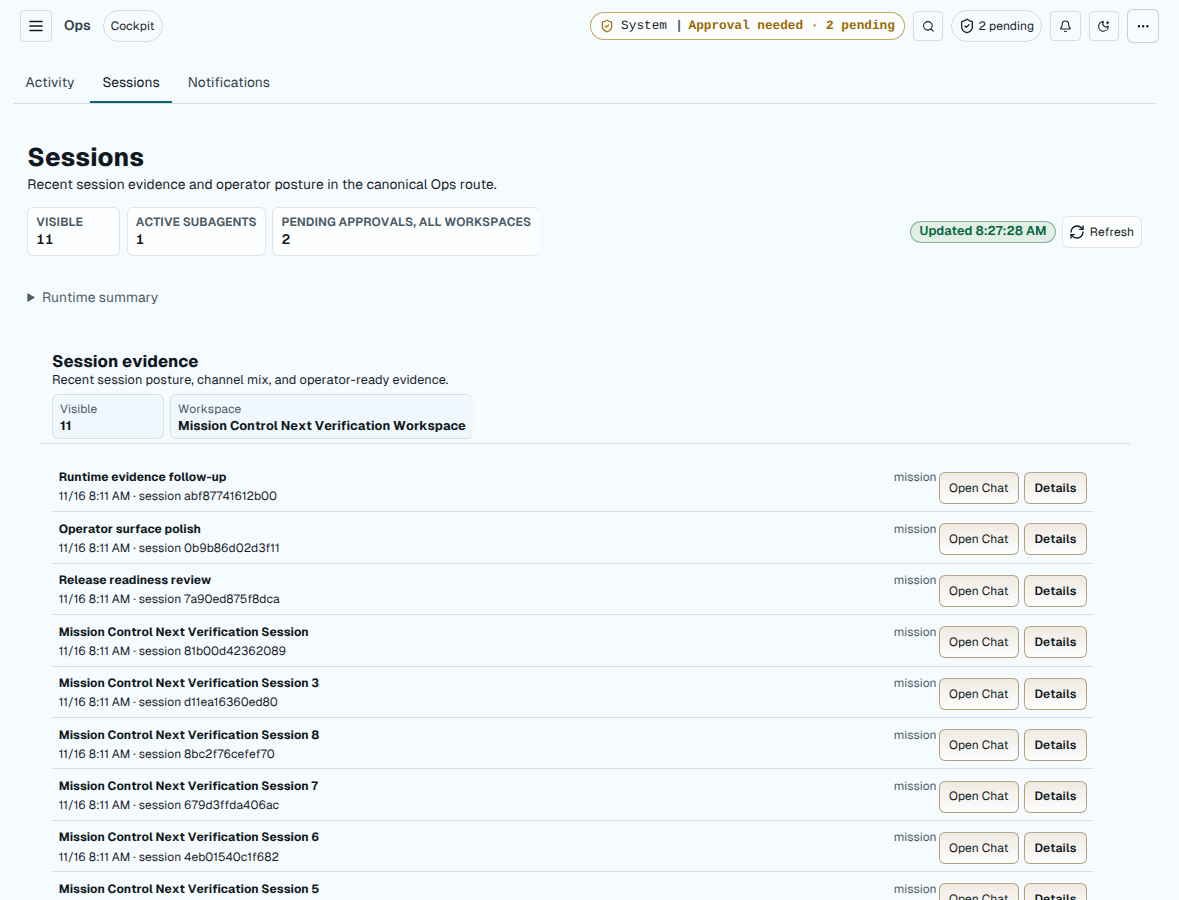 Ops Cockpit System | Approval needed · 2 pending 2 pending
Activity Sessions Notifications
Sessions
Recent session evidence and operator posture in the canonical Ops route.
VISIBLE ACTIVE SUBAGENTS PENDING APPROVALS, ALL WORKSPACES
11 1 2
Updated 8:27:28 AM Refresh
Runtime summary
Session evidence
Recent session posture, channel mix, and operator-ready evidence.
Visible Workspace
11 Mission Control Next Verification Workspace
Runtime evidence follow-up mission Open Chat Details
11/16 8:11 AM · session abf87741612b00
Operator surface polish mission Open Chat Details
11/16 8:11 AM · session 0b9b86d02d3f11
Release readiness review mission Open Chat Details
11/16 8:11 AM · session 7a90ed875f8dca
Mission Control Next Verification Session mission Open Chat Details
11/16 8:11 AM · session 81b00d42362089
Mission Control Next Verification Session 3 mission Open Chat Details
11/16 8:11 AM · session d11ea16360ed80
Mission Control Next Verification Session 8 mission Open Chat Details
11/16 8:11 AM · session 8bc2f76cefef70
Mission Control Next Verification Session 7 mission Open Chat Details
11/16 8:11 AM · session 679d3ffda406ac
Mission Control Next Verification Session 6 mission Open Chat Details
11/16 8:11 AM · session 4eb01540c1f682
Mission Control Next Verification Session 5 mission Open Chat Details